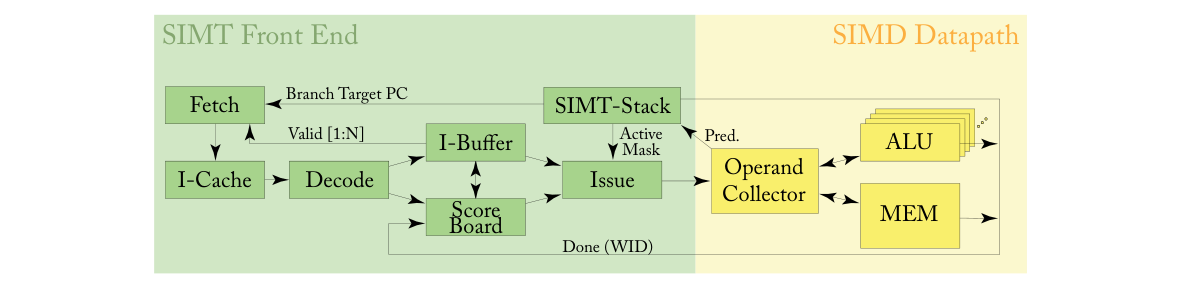 SIMT Front End
SIMD Datapath
Fetch
Branch Target PC
SIMT-Stack
Valid [1:N]
I-Buffer
Active
Mask
Pred.
ALU
I-Cache
Decode
Issue
Operand
Collector
Score
Board
MEM
Done (WID)